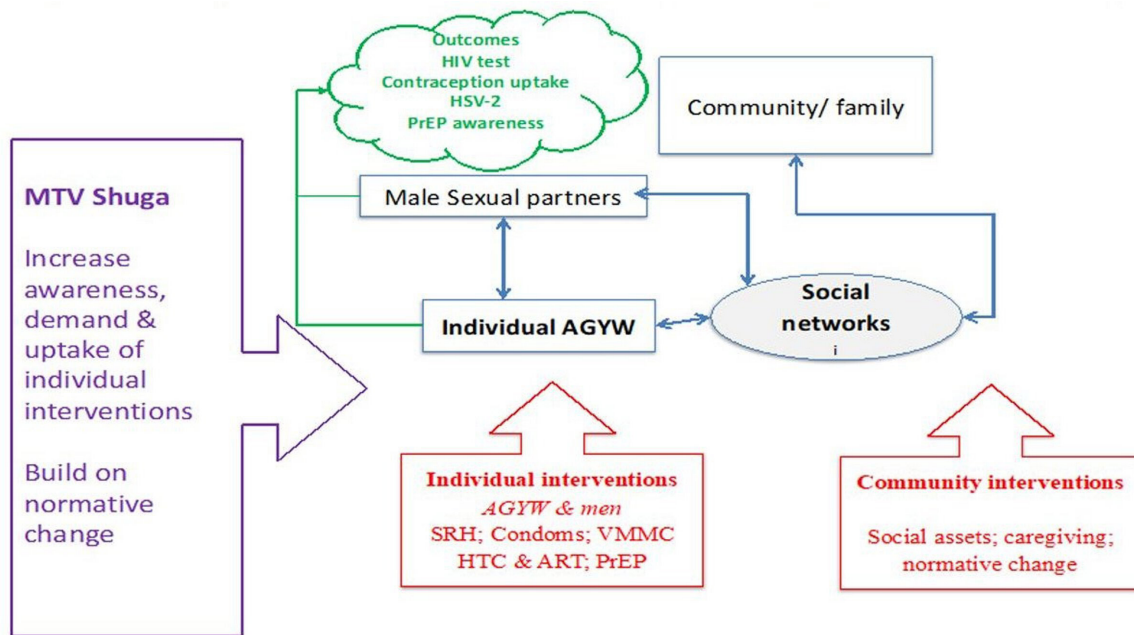 Outcomes
HIV test
Contraception uptake
HSV-2
PrEP awareness
Community/ family
MTV Shuga
Increase
awareness,
demand &
uptake of
individual
interventions
Build on
normative
change
Male Sexual partners
Individual AGYW
Social
networks
i
Individual interventions
AGYW & men
SRH; Condoms; VMMC
HTC & ART; PrEP
Community interventions
Social assets; caregiving;
normative change